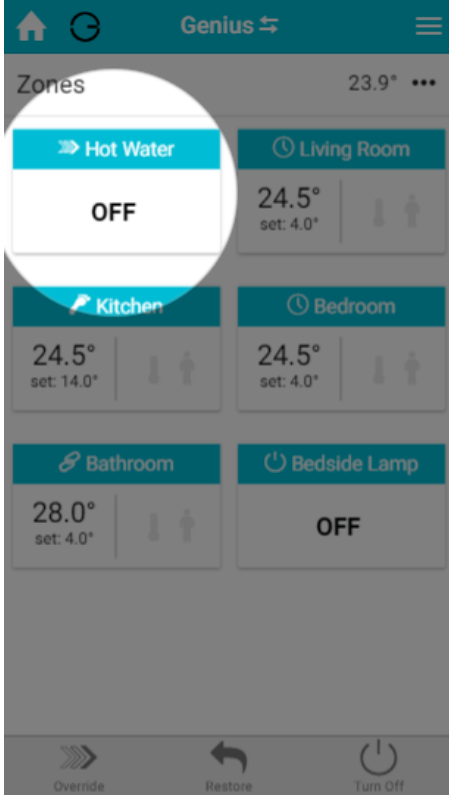 Genius
Zones 23.9° •••
Hot Water
OFF
Living Room
24.5°
set: 4.0°
Kitchen
24.5°
set: 14.0°
Bedroom
24.5°
set: 4.0°
Bathroom
28.0°
set: 4.0°
Bedside Lamp
OFF
Override Restore Turn Off